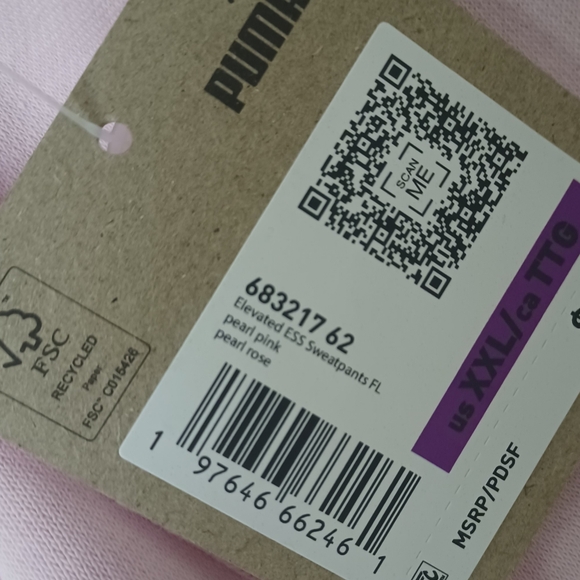 PUMA
SCAN
ME
683217 62
Elevated ESS Sweatpants FL
pearl pink
pearl rose
1 97646 66246 1
us XXL/ca TTG
MSRP/PDSF
FSC
RECYCLED
Paper
FSC® C015426